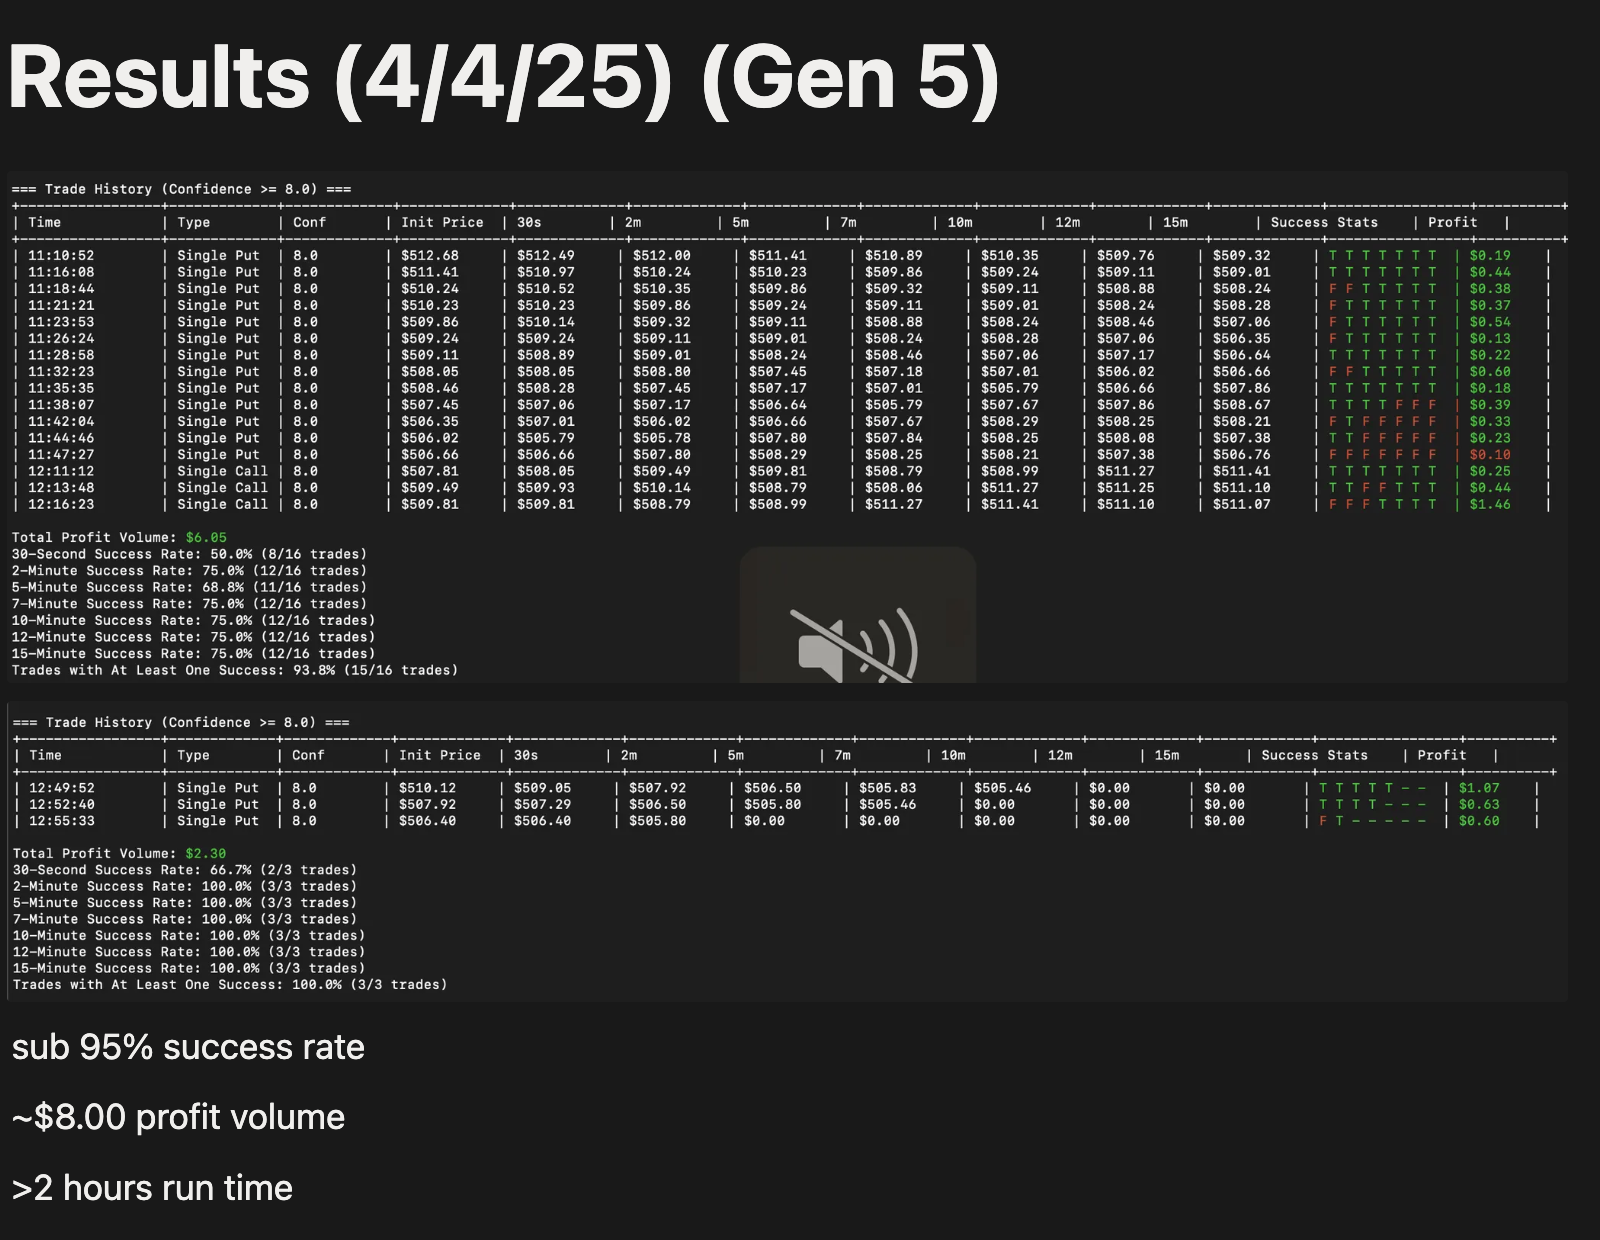 Results (4/4/25) (Gen 5)
=== Trade History (Confidence >= 8.0) ===
| Time | Type | Conf | Init Price | 30s | 2m | 5m | 7m | 10m | 12m | 15m | Success Stats | Profit |
| 11:10:52 | Single Put | 8.0 | $512.68 | $512.49 | $512.00 | $511.41 | $510.89 | $510.35 | $509.76 | $509.32 | T T T T T T T | $0.19 |
| 11:16:08 | Single Put | 8.0 | $511.41 | $510.97 | $510.24 | $510.23 | $509.86 | $509.24 | $509.11 | $509.01 | T T T T T T T | $0.44 |
| 11:18:44 | Single Put | 8.0 | $510.24 | $510.52 | $510.35 | $509.86 | $509.32 | $509.11 | $508.88 | $508.24 | F F T T T T T | $0.38 |
| 11:21:21 | Single Put | 8.0 | $510.23 | $510.23 | $509.86 | $509.24 | $509.11 | $509.01 | $508.24 | $508.28 | F T T T T T T | $0.37 |
| 11:23:53 | Single Put | 8.0 | $509.86 | $510.14 | $509.32 | $509.11 | $508.88 | $508.24 | $508.46 | $507.06 | F T T T T T T | $0.54 |
| 11:26:24 | Single Put | 8.0 | $509.24 | $509.24 | $509.11 | $509.01 | $508.24 | $508.28 | $507.06 | $506.35 | F T T T T T T | $0.13 |
| 11:28:58 | Single Put | 8.0 | $509.11 | $508.89 | $509.01 | $508.24 | $508.46 | $507.06 | $507.17 | $506.64 | T T T T T T T | $0.22 |
| 11:32:23 | Single Put | 8.0 | $508.05 | $508.05 | $508.80 | $507.45 | $507.18 | $507.01 | $506.02 | $506.66 | F F T T T T T | $0.60 |
| 11:35:35 | Single Put | 8.0 | $508.46 | $508.28 | $507.45 | $507.17 | $507.01 | $505.79 | $506.66 | $507.86 | T T T T T T T | $0.18 |
| 11:38:07 | Single Put | 8.0 | $507.45 | $507.06 | $507.17 | $506.64 | $505.79 | $507.67 | $507.86 | $508.67 | T T T T F F F | $0.39 |
| 11:42:04 | Single Put | 8.0 | $506.35 | $507.01 | $506.02 | $506.66 | $507.67 | $508.29 | $508.25 | $508.21 | F T F F F F F | $0.33 |
| 11:44:46 | Single Put | 8.0 | $506.02 | $505.79 | $505.78 | $507.80 | $507.84 | $508.25 | $508.08 | $507.38 | T T F F F F F | $0.23 |
| 11:47:27 | Single Put | 8.0 | $506.66 | $506.66 | $507.80 | $508.29 | $508.25 | $508.21 | $507.38 | $506.76 | F F F F F F F | $0.10 |
| 12:11:12 | Single Call | 8.0 | $507.81 | $508.05 | $509.49 | $509.81 | $508.79 | $508.99 | $511.27 | $511.41 | T T T T T T T | $0.25 |
| 12:13:48 | Single Call | 8.0 | $509.49 | $509.93 | $510.14 | $508.79 | $508.06 | $511.27 | $511.25 | $511.10 | T T F F T T T | $0.44 |
| 12:16:23 | Single Call | 8.0 | $509.81 | $509.81 | $508.79 | $508.99 | $511.27 | $511.41 | $511.10 | $511.07 | F F F T T T T | $1.46 |
Total Profit Volume: $6.05
30-Second Success Rate: 50.0% (8/16 trades)
2-Minute Success Rate: 75.0% (12/16 trades)
5-Minute Success Rate: 68.8% (11/16 trades)
7-Minute Success Rate: 75.0% (12/16 trades)
10-Minute Success Rate: 75.0% (12/16 trades)
12-Minute Success Rate: 75.0% (12/16 trades)
15-Minute Success Rate: 75.0% (12/16 trades)
Trades with At Least One Success: 93.8% (15/16 trades)
=== Trade History (Confidence >= 8.0) ===
| Time | Type | Conf | Init Price | 30s | 2m | 5m | 7m | 10m | 12m | 15m | Success Stats | Profit |
| 12:49:52 | Single Put | 8.0 | $510.12 | $509.05 | $507.92 | $506.50 | $505.83 | $505.46 | $0.00 | $0.00 | T T T T T - - | $1.07 |
| 12:52:40 | Single Put | 8.0 | $507.92 | $507.29 | $506.50 | $505.80 | $505.46 | $0.00 | $0.00 | $0.00 | T T T T - - - | $0.63 |
| 12:55:33 | Single Put | 8.0 | $506.40 | $506.40 | $505.80 | $0.00 | $0.00 | $0.00 | $0.00 | $0.00 | F T - - - - - | $0.60 |
Total Profit Volume: $2.30
30-Second Success Rate: 66.7% (2/3 trades)
2-Minute Success Rate: 100.0% (3/3 trades)
5-Minute Success Rate: 100.0% (3/3 trades)
7-Minute Success Rate: 100.0% (3/3 trades)
10-Minute Success Rate: 100.0% (3/3 trades)
12-Minute Success Rate: 100.0% (3/3 trades)
15-Minute Success Rate: 100.0% (3/3 trades)
Trades with At Least One Success: 100.0% (3/3 trades)
sub 95% success rate
~$8.00 profit volume
>2 hours run time